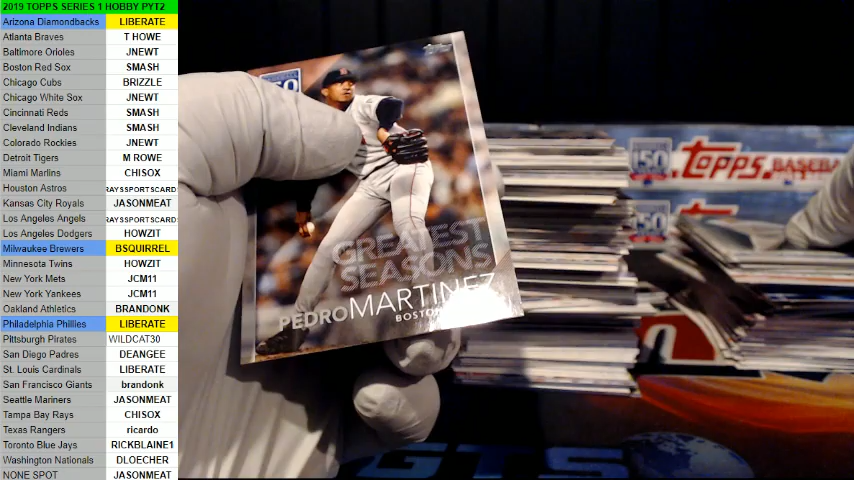 2019 TOPPS SERIES 1 HOBBY PYT2
Arizona Diamondbacks LIBERATE
Atlanta Braves T HOWE
Baltimore Orioles JNEWT
Boston Red Sox SMASH
Chicago Cubs BRIZZLE
Chicago White Sox JNEWT
Cincinnati Reds SMASH
Cleveland Indians SMASH
Colorado Rockies JNEWT
Detroit Tigers M ROWE
Miami Marlins CHISOX
Houston Astros RAYSSPORTSCARD
Kansas City Royals JASONMEAT
Los Angeles Angels RAYSSPORTSCARD
Los Angeles Dodgers HOWZIT
Milwaukee Brewers BSQUIRREL
Minnesota Twins HOWZIT
New York Mets JCM11
New York Yankees JCM11
Oakland Athletics BRANDONK
Philadelphia Phillies LIBERATE
Pittsburgh Pirates WILDCAT30
San Diego Padres DEANGEE
St. Louis Cardinals LIBERATE
San Francisco Giants brandonk
Seattle Mariners JASONMEAT
Tampa Bay Rays CHISOX
Texas Rangers ricardo
Toronto Blue Jays RICKBLAINE1
Washington Nationals DLOECHER
NONE SPOT JASONMEAT
GREATEST
SEASONS
PEDRO MARTINEZ
150
TOPPS BASEBALL
GTS